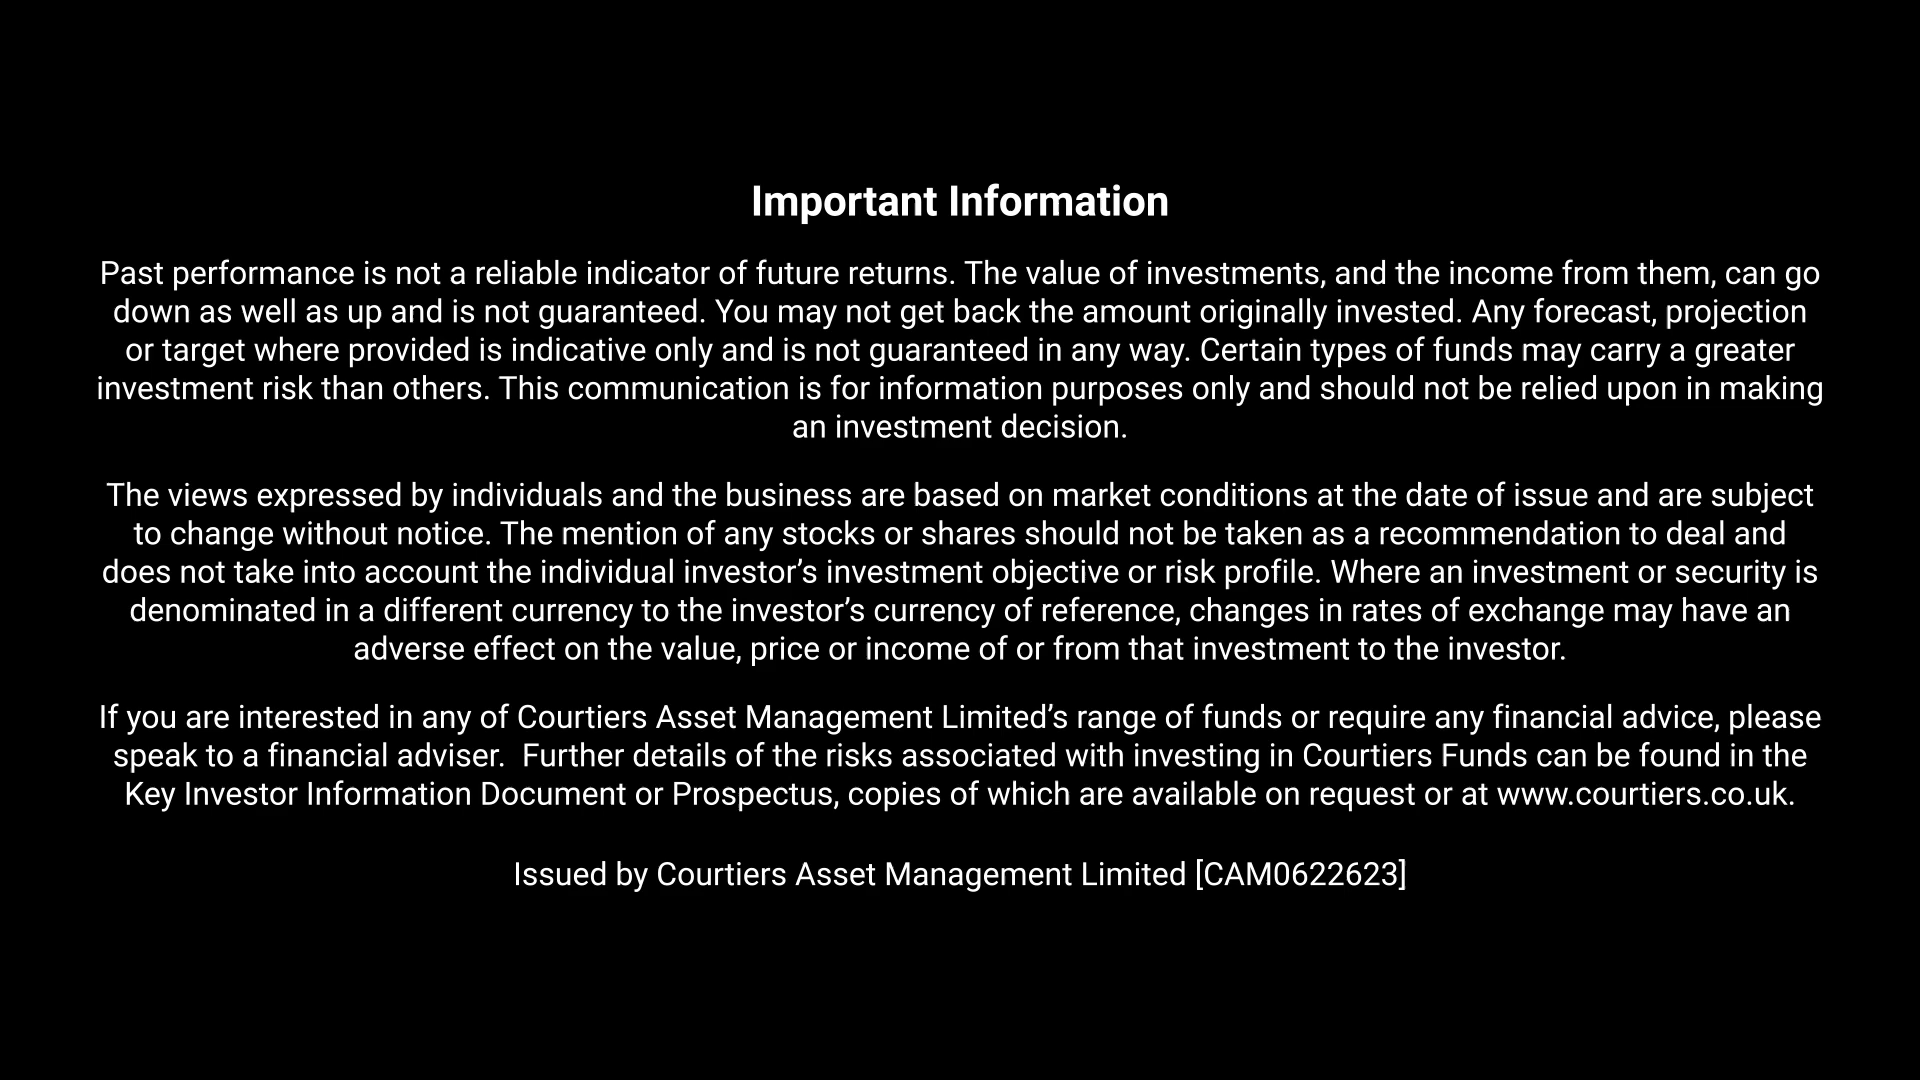 Important Information
Past performance is not a reliable indicator of future returns. The value of investments, and the income from them, can go
down as well as up and is not guaranteed. You may not get back the amount originally invested. Any forecast, projection
or target where provided is indicative only and is not guaranteed in any way. Certain types of funds may carry a greater
investment risk than others. This communication is for information purposes only and should not be relied upon in making
an investment decision.
The views expressed by individuals and the business are based on market conditions at the date of issue and are subject
to change without notice. The mention of any stocks or shares should not be taken as a recommendation to deal and
does not take into account the individual investor’s investment objective or risk profile. Where an investment or security is
denominated in a different currency to the investor’s currency of reference, changes in rates of exchange may have an
adverse effect on the value, price or income of or from that investment to the investor.
If you are interested in any of Courtiers Asset Management Limited’s range of funds or require any financial advice, please
speak to a financial adviser.  Further details of the risks associated with investing in Courtiers Funds can be found in the
Key Investor Information Document or Prospectus, copies of which are available on request or at www.courtiers.co.uk.
Issued by Courtiers Asset Management Limited [CAM0622623]